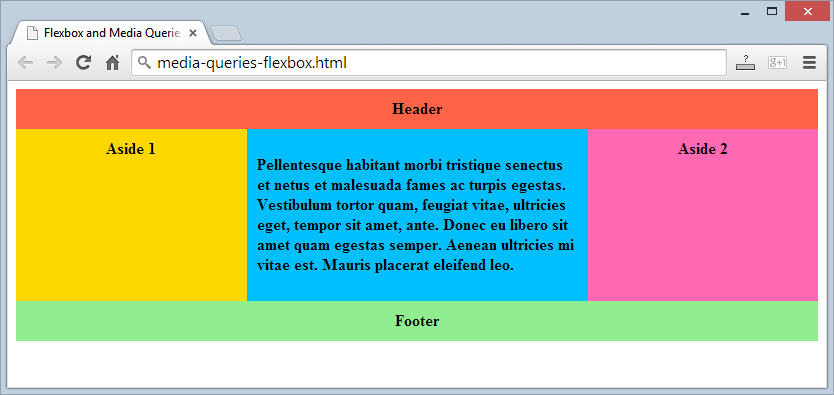 Flexbox and Media Querie
media-queries-flexbox.html
?
g+1
Header
Aside 1
Aside 2
Pellentesque habitant morbi tristique senectus
et netus et malesuada fames ac turpis egestas.
Vestibulum tortor quam, feugiat vitae, ultricies
eget, tempor sit amet, ante. Donec eu libero sit
amet quam egestas semper. Aenean ultricies mi
vitae est. Mauris placerat eleifend leo.
Footer